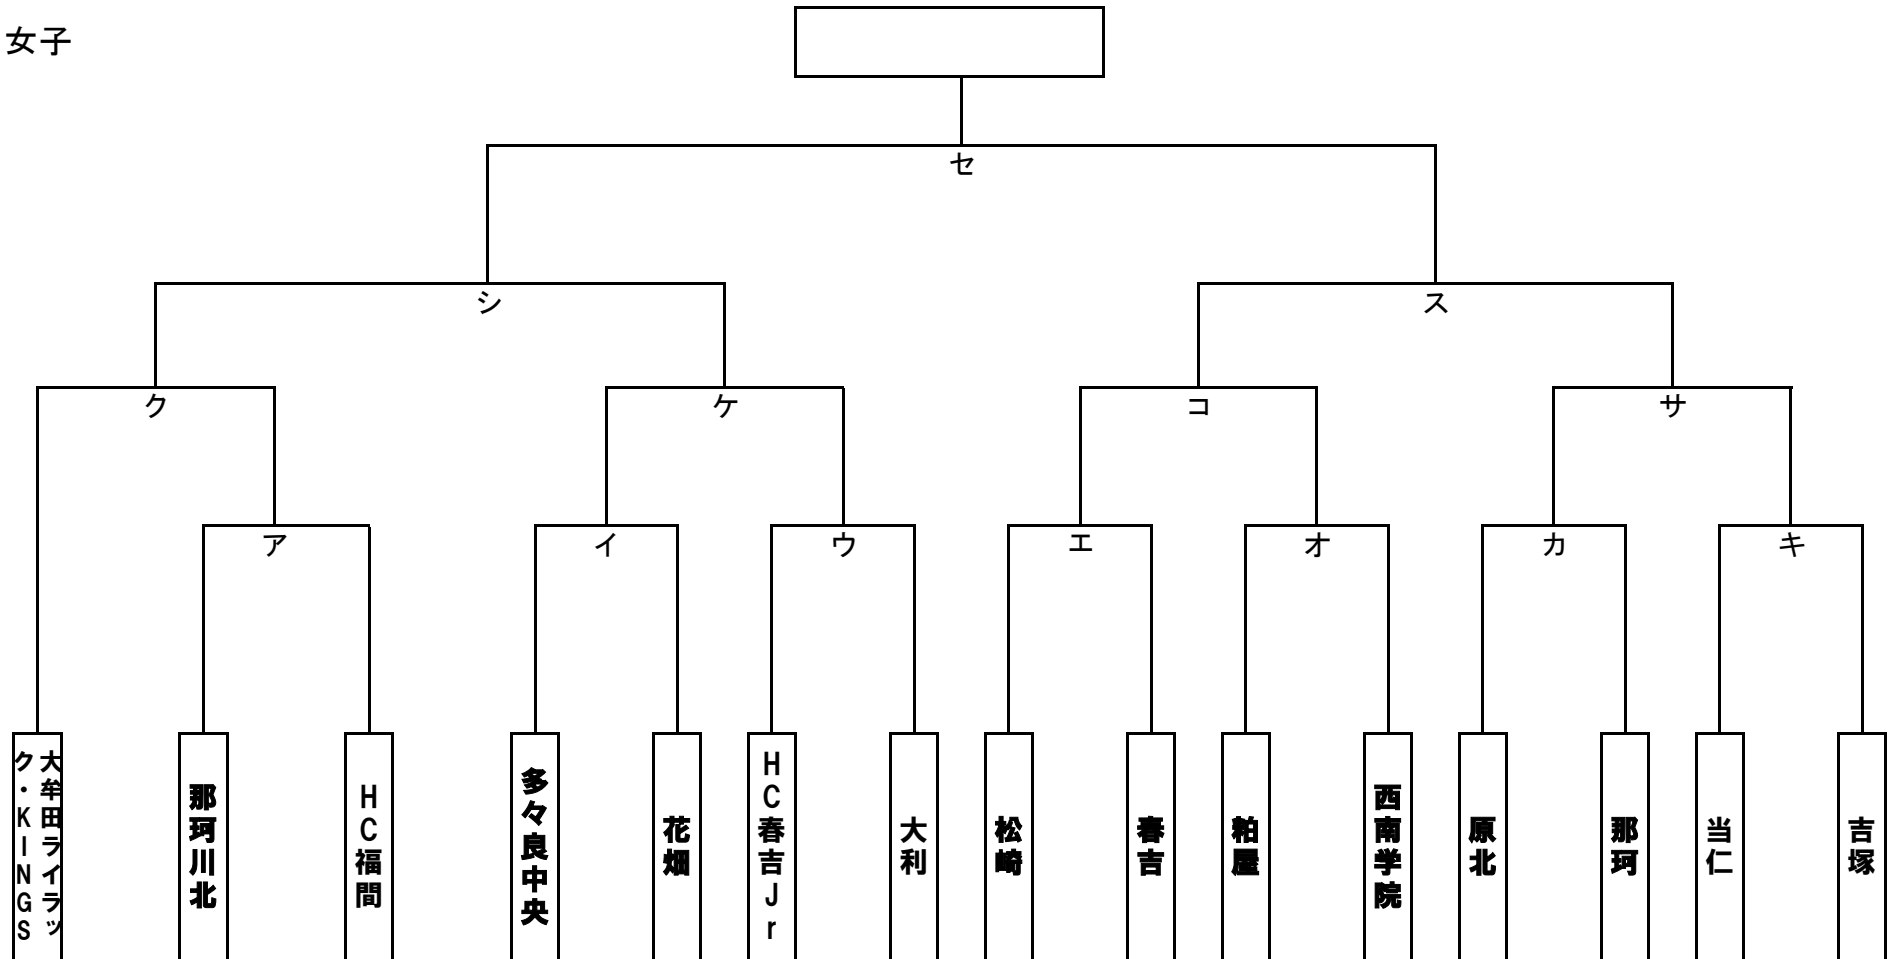 女子
セ
シ
ス
ク
ケ
コ
サ
ア
イ
ウ
エ
オ
カ
キ
大牟田ライラッ
ク・KINGS
那珂川北
HC福間
多々良中央
花畑
HC春吉Jr
大利
松崎
春吉
粕屋
西南学院
原北
那珂
当仁
吉塚